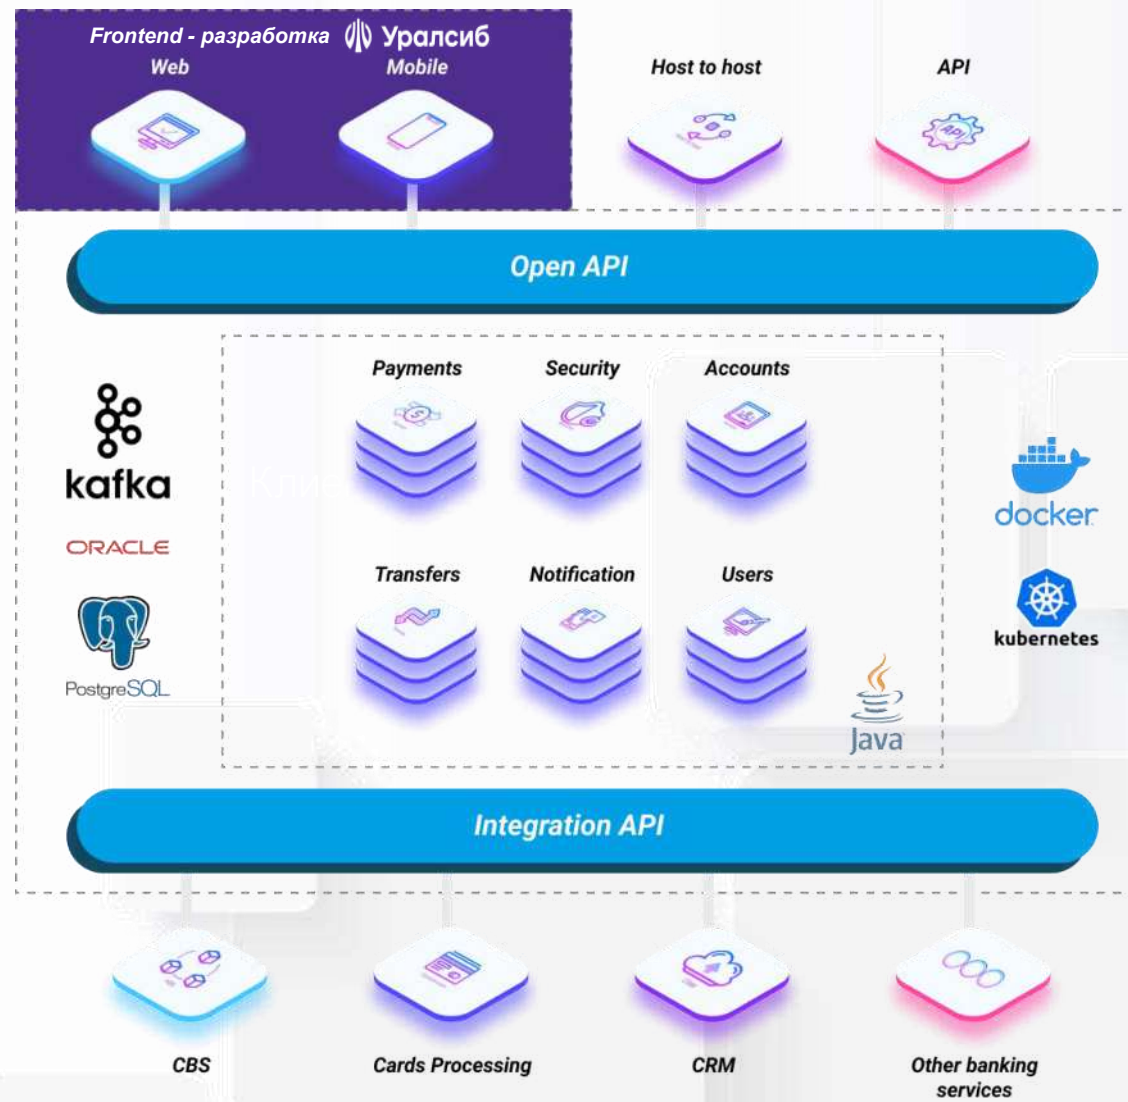 Frontend - разработка Уралсиб
Web Mobile Host to host API
API
Open API
Payments Security Accounts
kafka
docker
ORACLE
Transfers Notification Users
kubernetes
PostgreSQL
Java
Integration API
CBS Cards Processing CRM Other banking
services